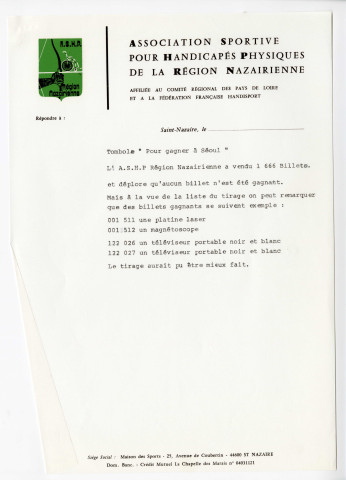 A.S.H.P.
Région
Nazairienne
ASSOCIATION SPORTIVE
POUR HANDICAPÉS PHYSIQUES
DE LA RÉGION NAZAIRIENNE
AFFILIÉE AU COMITÉ RÉGIONAL DES PAYS DE LOIRE
ET A LA FÉDÉRATION FRANÇAISE HANDISPORT
Répondre à :
Saint-Nazaire, le
Tombola " Pour gagner à Séoul "
L' A.S.H.P Région Nazairienne a vendu 1 666 Billets.
et déplore qu'aucun billet n'est été gagnant.
Mais à la vue de la liste du tirage on peut remarquer
que des billets gagnants se suivent exemple :
001 511 une platine laser
001 512 un magnétoscope
122 026 un téléviseur portable noir et blanc
122 027 un téléviseur portable noir et blanc
Le tirage aurait pu être mieux fait.
Siège Social : Maison des Sports - 25, Avenue de Coubertin - 44600 ST NAZAIRE
Dom. Banc. - Crédit Mutuel La Chapelle des Marais n° 04031121